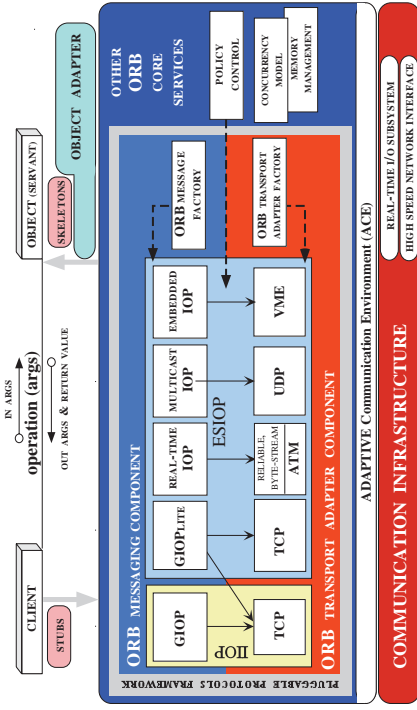 IN ARGS
operation (args)
OUT ARGS & RETURN VALUE
CLIENT
STUBS
OBJECT (SERVANT)
SKELETONS
OBJECT ADAPTER
ORB MESSAGING COMPONENT
GIOP
GIOPLITE
REAL-TIME
IOP
MULTICAST
IOP
EMBEDDED
IOP
ORB MESSAGE
FACTORY
OTHER
ORB
CORE
SERVICES
POLICY
CONTROL
CONCURRENCY
MODEL
MEMORY
MANAGEMENT
IIOP
ESIOP
TCP
TCP
RELIABLE,
BYTE-STREAM
ATM
UDP
VME
ORB TRANSPORT
ADAPTER FACTORY
ORB TRANSPORT ADAPTER COMPONENT
PLUGGABLE PROTOCOLS FRAMEWORK
ADAPTIVE Communication Environment (ACE)
COMMUNICATION INFRASTRUCTURE
REAL-TIME I/O SUBSYSTEM
HIGH SPEED NETWORK INTERFACE